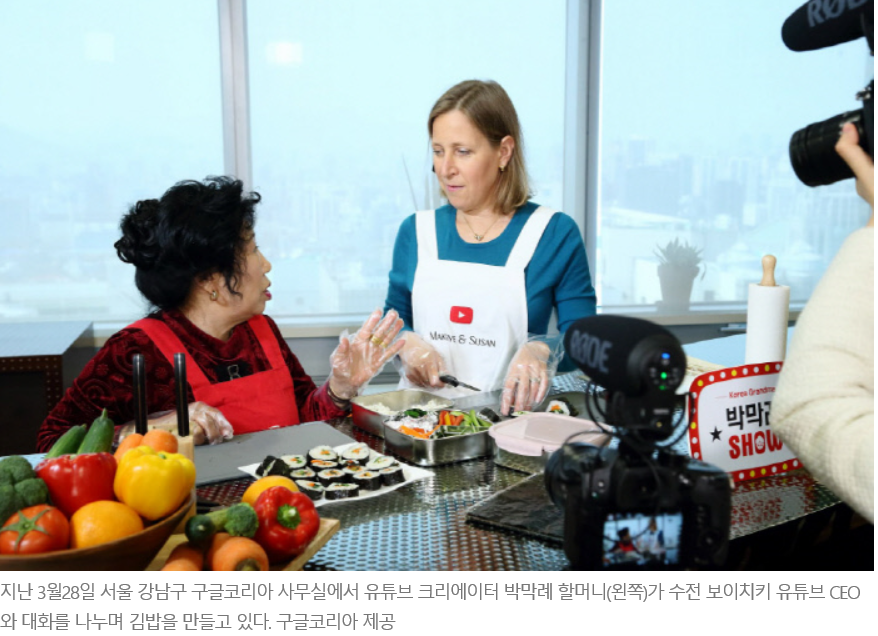 RØDE
MAKRYE & SUSAN
RØDE
Korea Grandma
박막례
SHOW
지난 3월28일 서울 강남구 구글코리아 사무실에서 유튜브 크리에이터 박막례 할머니(왼쪽)가 수전 보이치키 유튜브 CEO
와 대화를 나누며 김밥을 만들고 있다. 구글코리아 제공